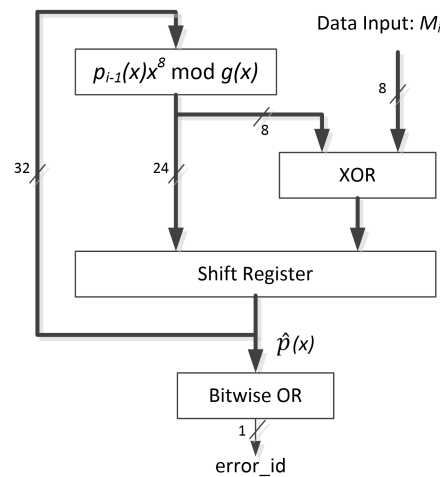 Data Input: Mᵢ
pᵢ₋₁(x)x⁸ mod g(x)
8
8
32
24
XOR
Shift Register
p̂(x)
Bitwise OR
1
error_id